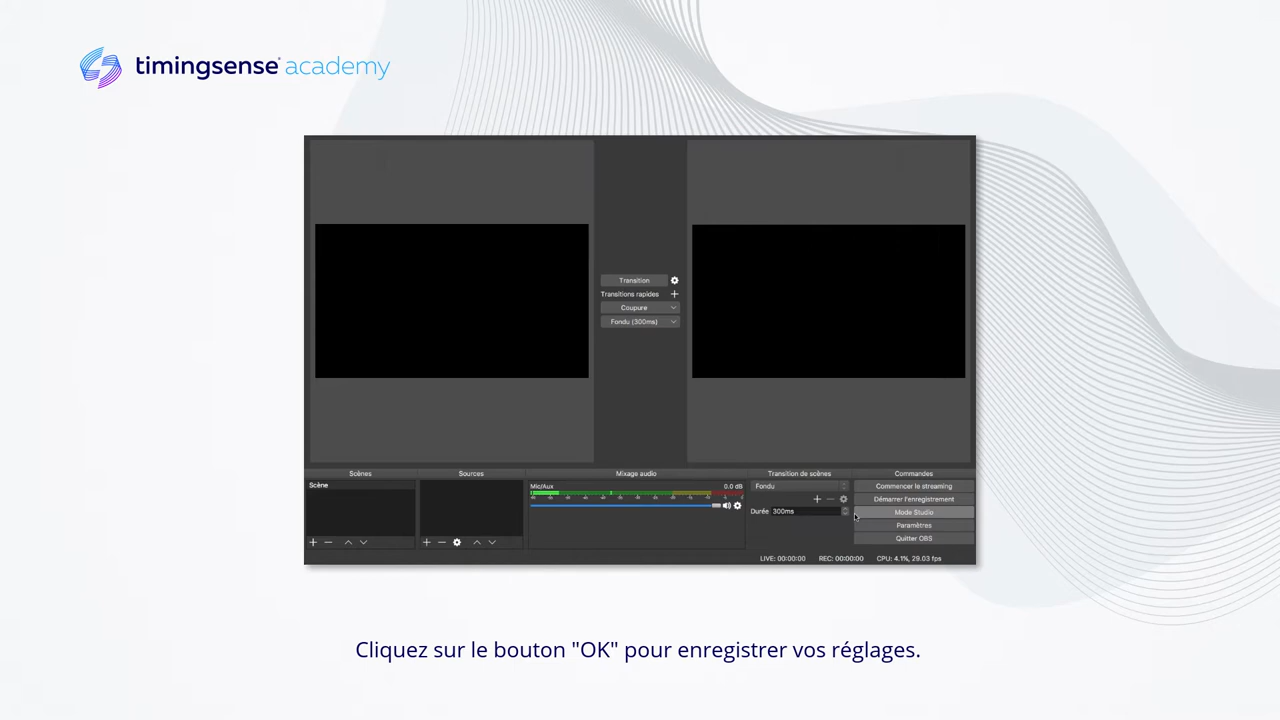 timingsense academy
Transition
Transitions rapides
Coupure
Fondu (300ms)
Scènes
Sources
Mixage audio
Transition de scènes
Commandes
Scène
Mic/Aux
0.0 dB
Fondu
Durée 300ms
Commencer le streaming
Démarrer l'enregistrement
Mode Studio
Paramètres
Quitter OBS
LIVE: 00:00:00
REC: 00:00:00
CPU: 4.1%, 29.03 fps
Cliquez sur le bouton "OK" pour enregistrer vos réglages.